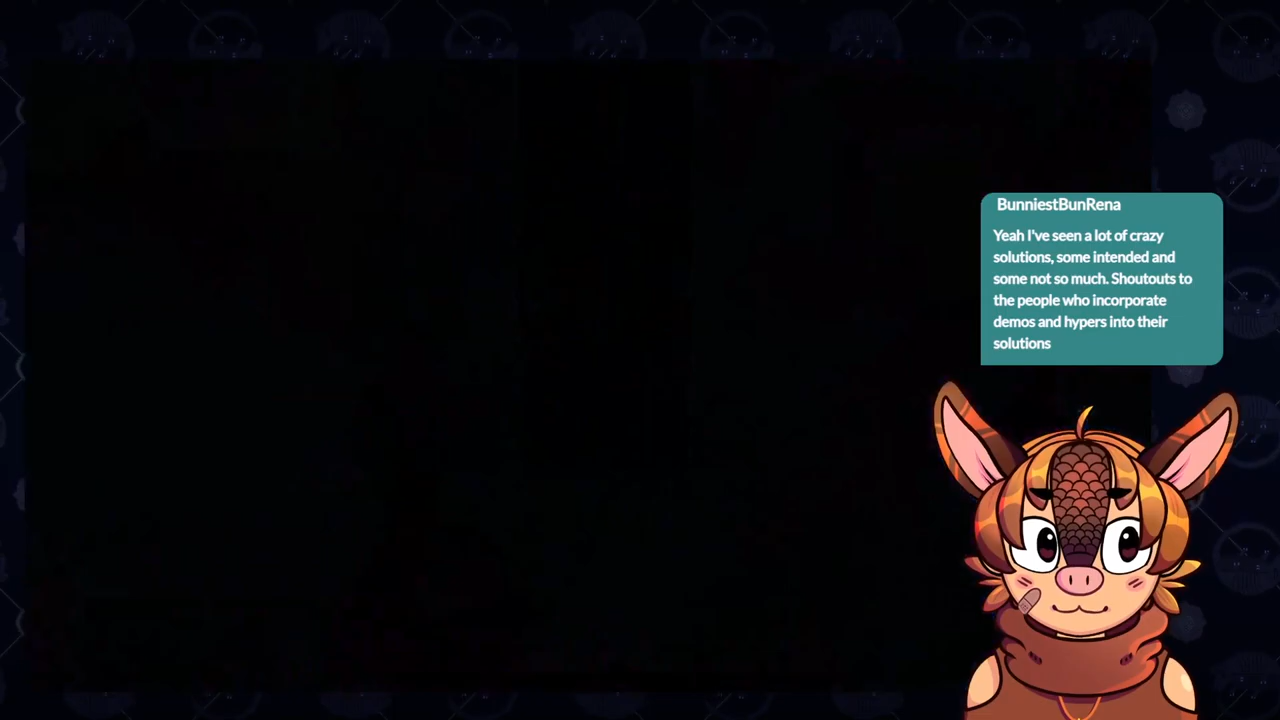 BunniestBunRena
Yeah I've seen a lot of crazy
solutions, some intended and
some not so much. Shoutouts to
the people who incorporate
demos and hypers into their
solutions